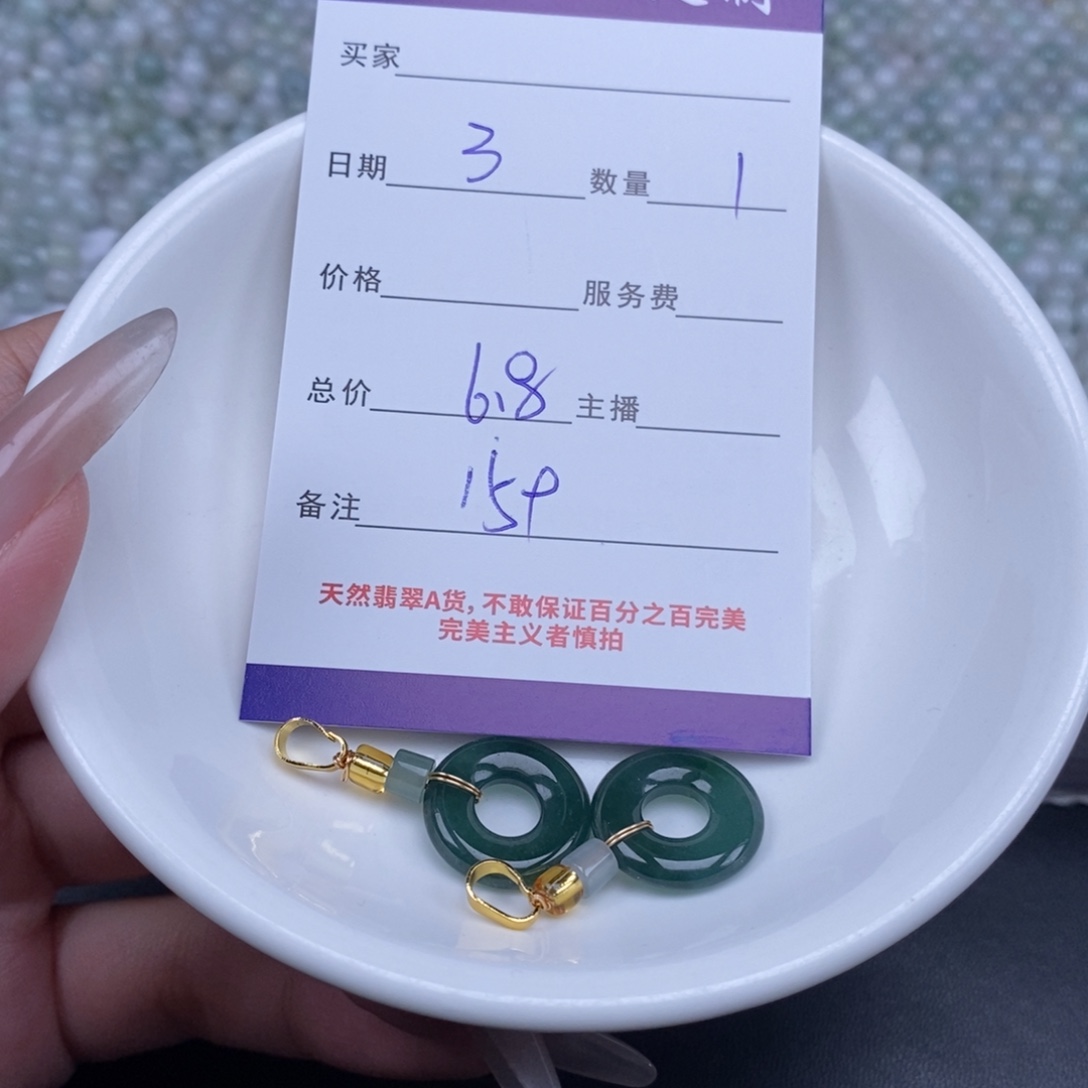 买家
日期 3 数量 1
价格 服务费
总价 6.8 主播
备注 15P
天然翡翠A货, 不敢保证百分之百完美
完美主义者慎拍